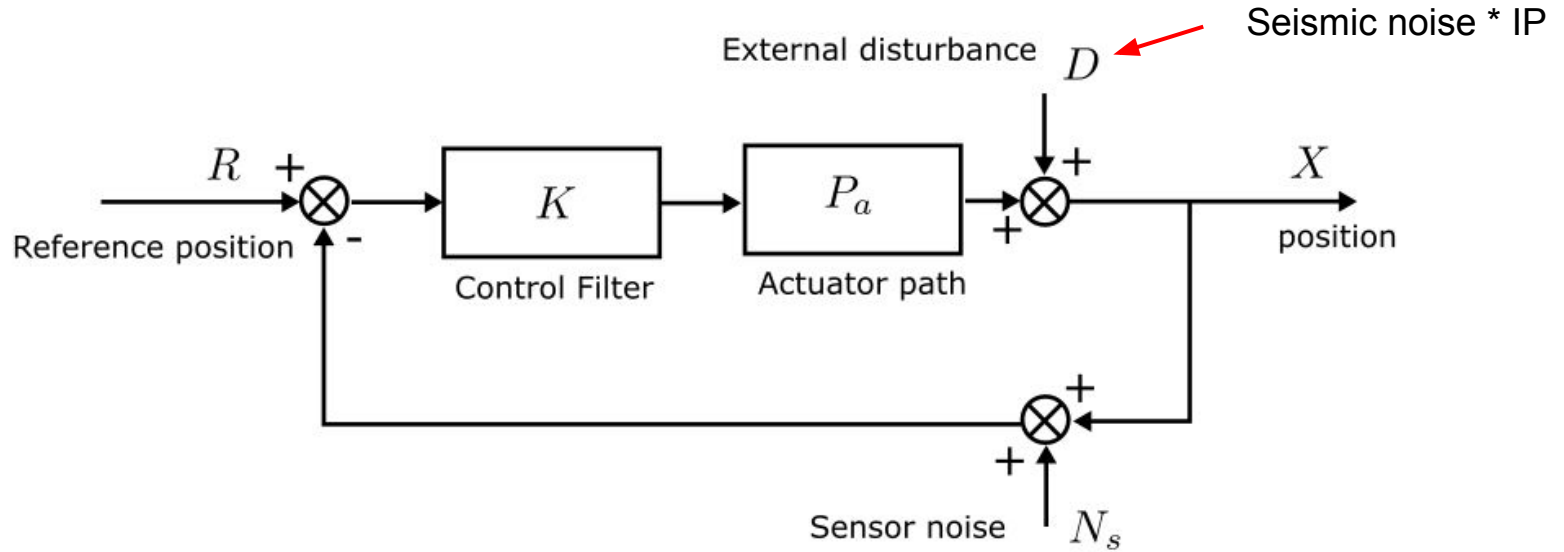 Seismic noise * IP
External disturbance
D
+
R
+
K
P_a
X
+
-
Reference position
position
Control Filter
Actuator path
+
+
Sensor noise
N_s